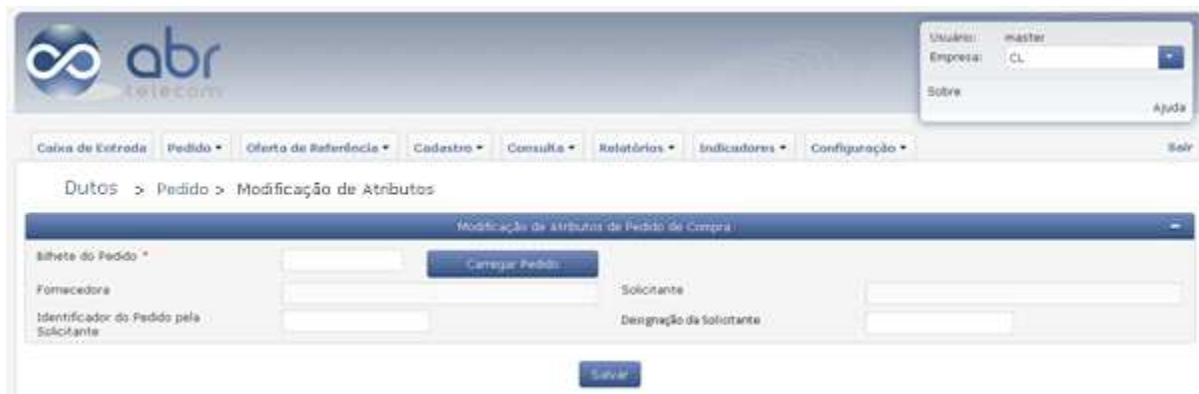 abr
telecom
Usuário: master
Empresa: CL
Sobre
Ajuda
Caixa de Entrada Pedido Oferta de Referência Cadastro Consulta Relatórios Indicadores Configuração Sair
Dutos > Pedido > Modificação de Atributos
Modificação de Atributos de Pedido de Compra
Bilhete do Pedido * Carregar Pedido
Fornecedora Solicitante
Identificador do Pedido pela Solicitante Designação da Solicitante
Salvar